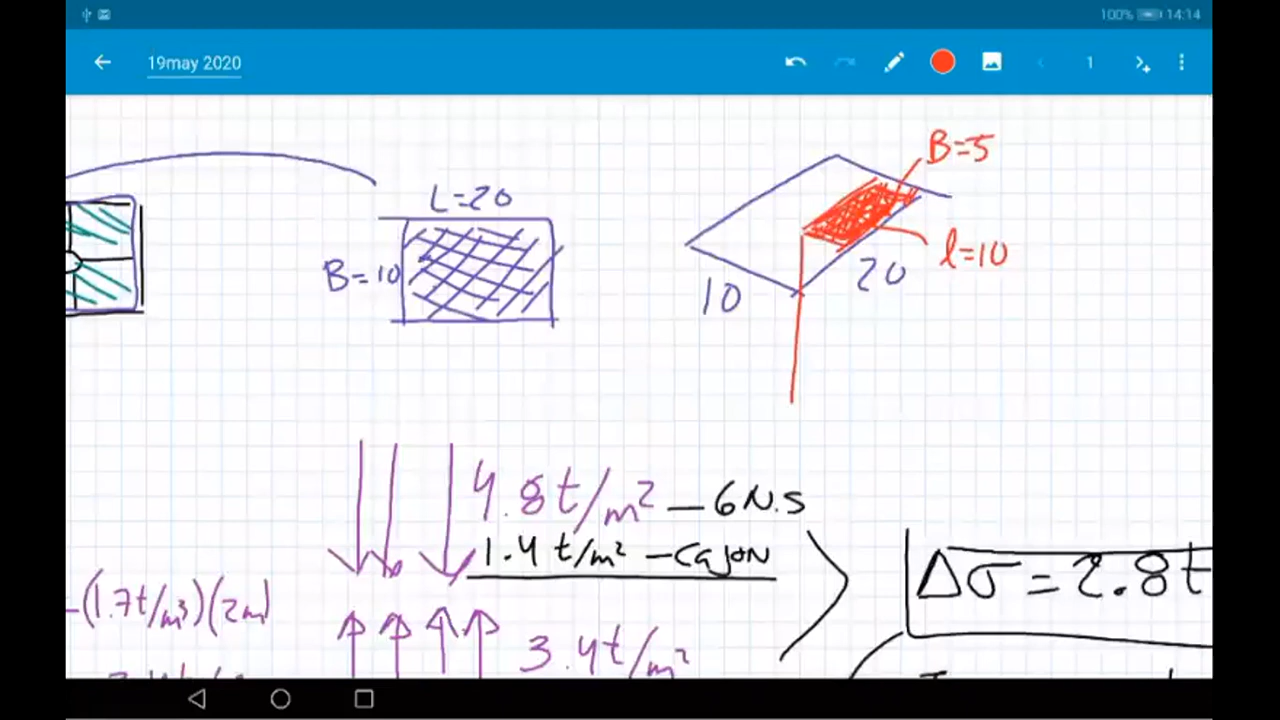 100% 14:14
19may 2020
1
L=20
B=10
B=5
l=10
10
20
4.8t/m² – 6N.S
1.4 t/m² – Cajon
Δσ = 2.8t
-(1.7t/m³)(2m)
3.4t/m²